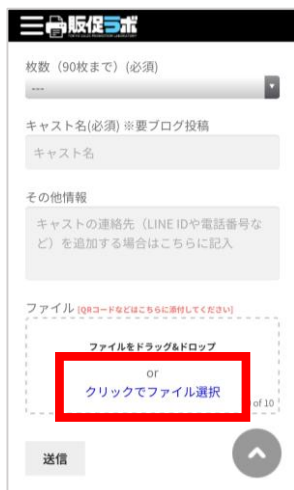 販促ラボ
枚数（90枚まで）(必須)
---
キャスト名(必須) ※要ブログ投稿
キャスト名
その他情報
キャストの連絡先（LINE IDや電話番号な
ど）を追加する場合はこちらに記入
ファイル [QRコードなどはこちらに添付してください]
ファイルをドラッグ&ドロップ
or
クリックでファイル選択
of 10
送信